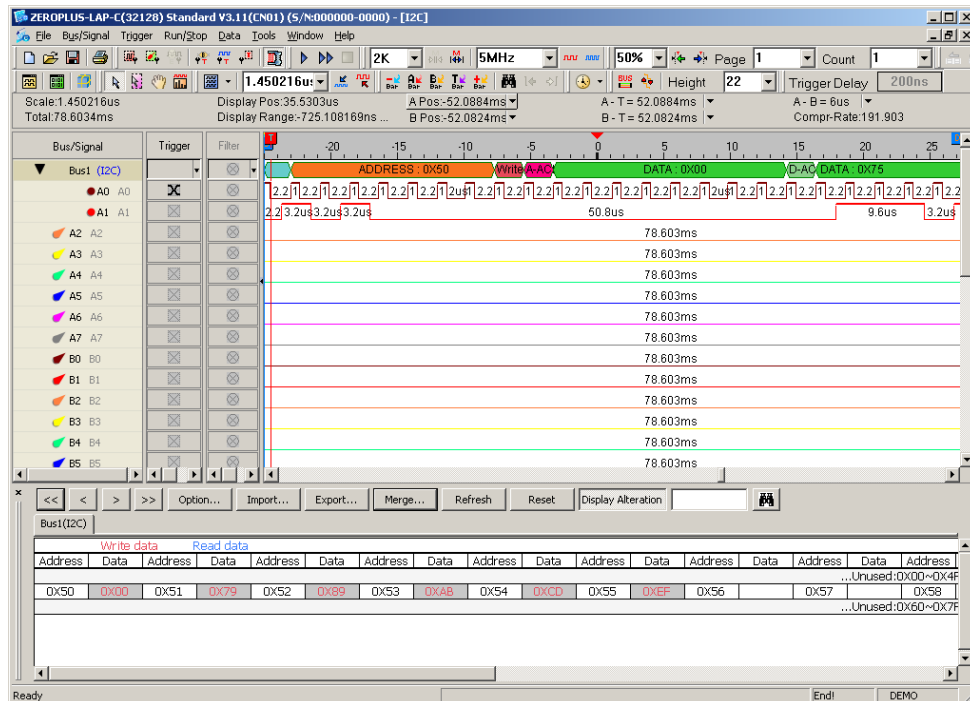 ZEROPLUS-LAP-C(32128) Standard V3.11(CN01) (S/N:000000-0000) - [I2C]
File Bus/Signal Trigger Run/Stop Data Tools Window Help
2K 5MHz 50% Page 1 Count 1
1.450216us Bar Bar Bar Bar Bar BUS Height 22 Trigger Delay 200ns
Scale:1.450216us Display Pos:35.5303us A Pos:-52.0884ms A - T = 52.0884ms A - B = 6us
Total:78.6034ms Display Range:-725.108169ns ... B Pos:-52.0824ms B - T = 52.0824ms Compr-Rate:191.903
Bus/Signal Trigger Filter -20 -15 -10 -5 0 5 10 15 20 25
Bus1 (I2C) ADDRESS : 0X50 Write A-AC DATA : 0X00 D-AC DATA : 0X75
A0 A0
A1 A1 2.2 3.2us 3.2us 3.2us 50.8us 9.6us 3.2us
A2 A2 78.603ms
A3 A3 78.603ms
A4 A4 78.603ms
A5 A5 78.603ms
A6 A6 78.603ms
A7 A7 78.603ms
B0 B0 78.603ms
B1 B1 78.603ms
B2 B2 78.603ms
B3 B3 78.603ms
B4 B4 78.603ms
B5 B5 78.603ms
<< < > >> Option... Import... Export... Merge... Refresh Reset Display Alteration
Bus1(I2C)
Write data Read data
Address Data Address Data Address Data Address Data Address Data Address Data Address Data Address Data Address
...Unused:0X00~0X4F
0X50 0X00 0X51 0X79 0X52 0X89 0X53 0XAB 0X54 0XCD 0X55 0XEF 0X56 0X57 0X58
...Unused:0X60~0X7F
Ready End! DEMO